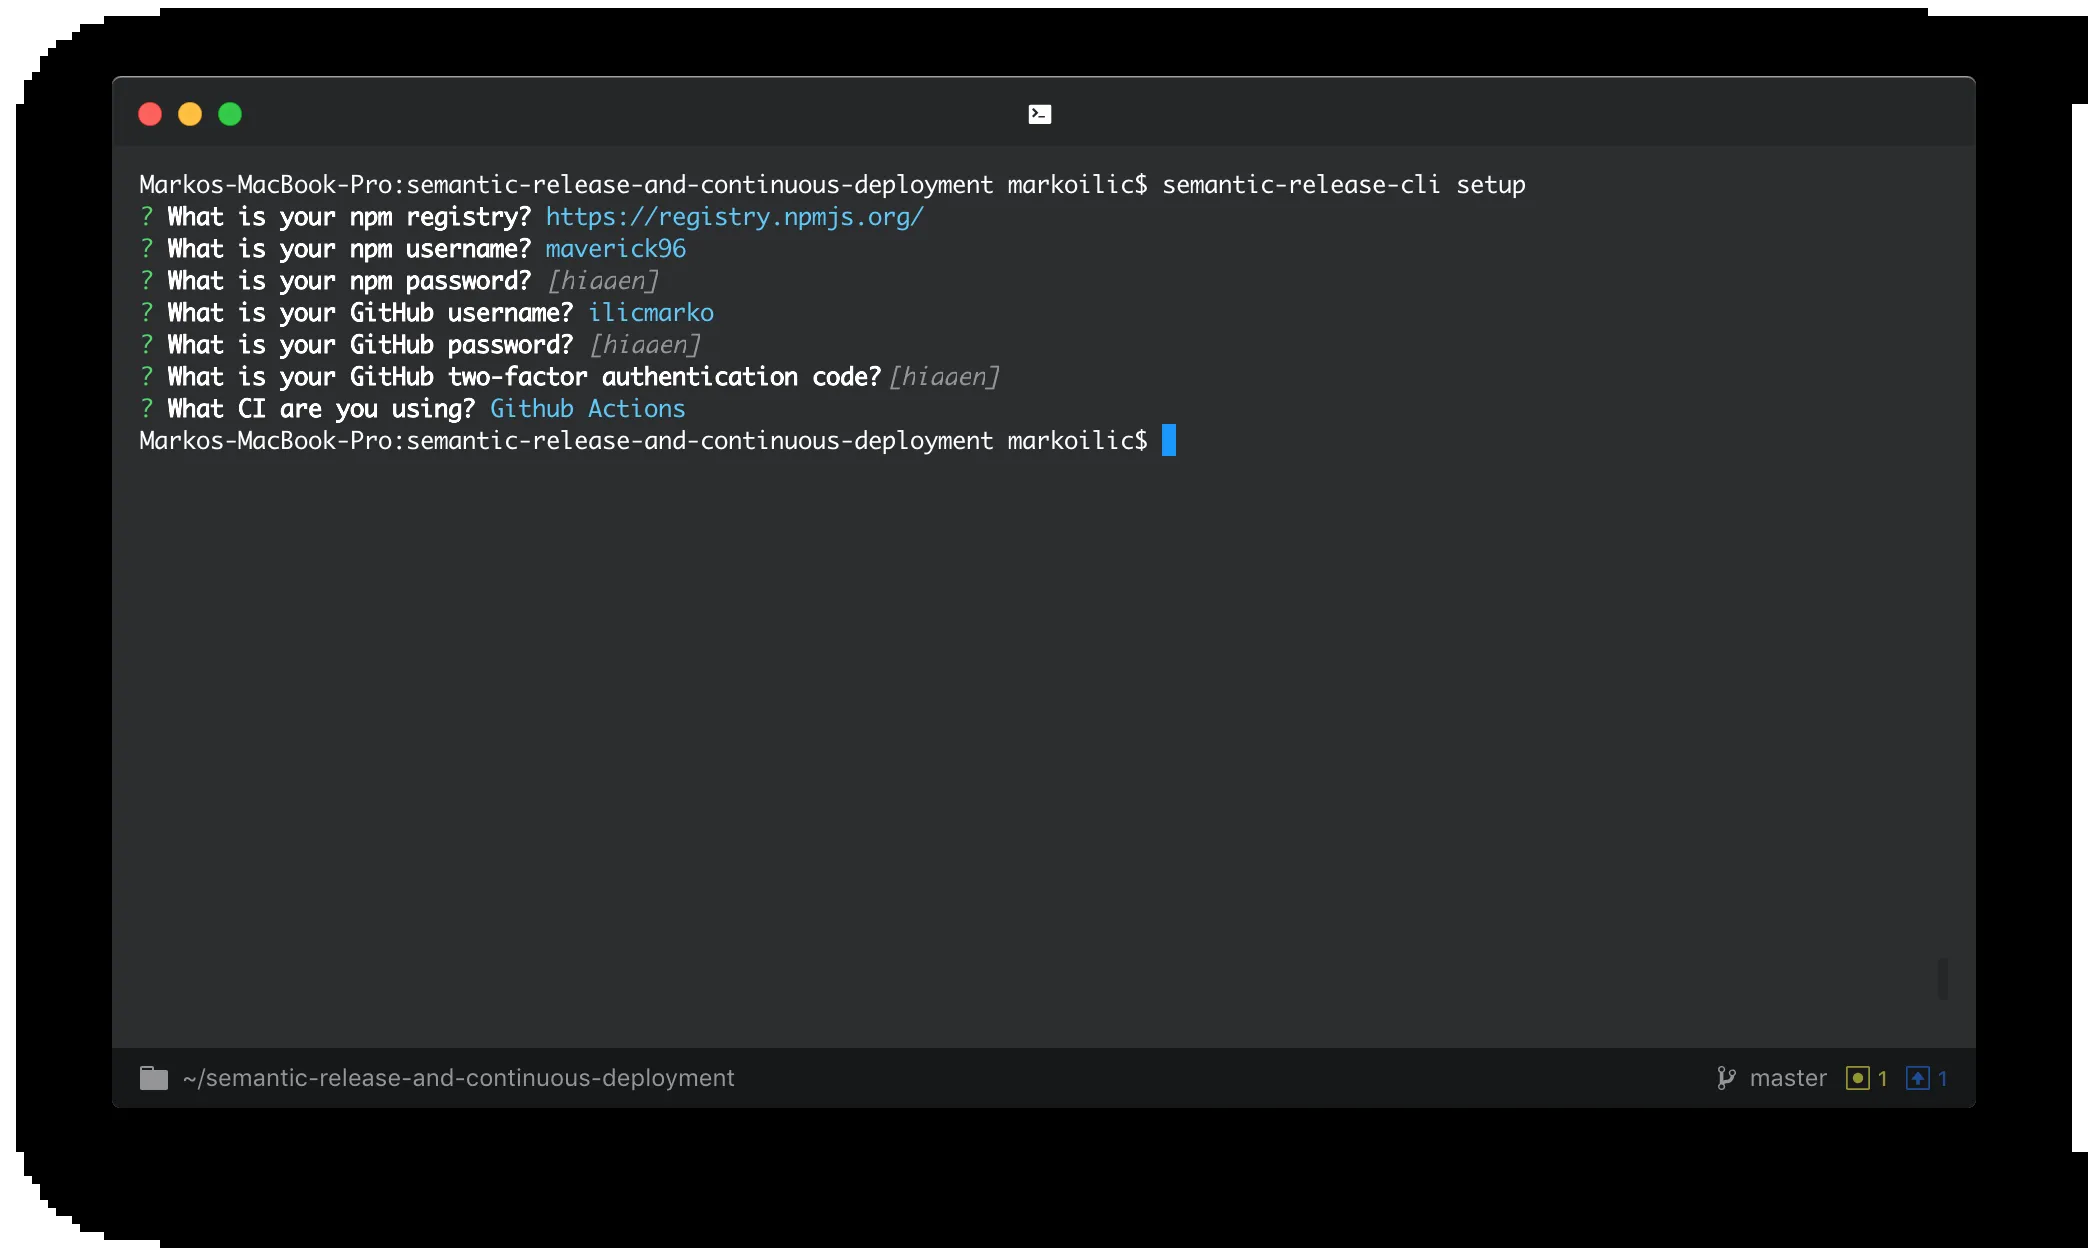 Markos-MacBook-Pro:semantic-release-and-continuous-deployment markoilic$ semantic-release-cli setup
? What is your npm registry? https://registry.npmjs.org/
? What is your npm username? maverick96
? What is your npm password? [hidden]
? What is your GitHub username? ilicmarko
? What is your GitHub password? [hidden]
? What is your GitHub two-factor authentication code? [hidden]
? What CI are you using? Github Actions
Markos-MacBook-Pro:semantic-release-and-continuous-deployment markoilic$
~/semantic-release-and-continuous-deployment
master 1 1